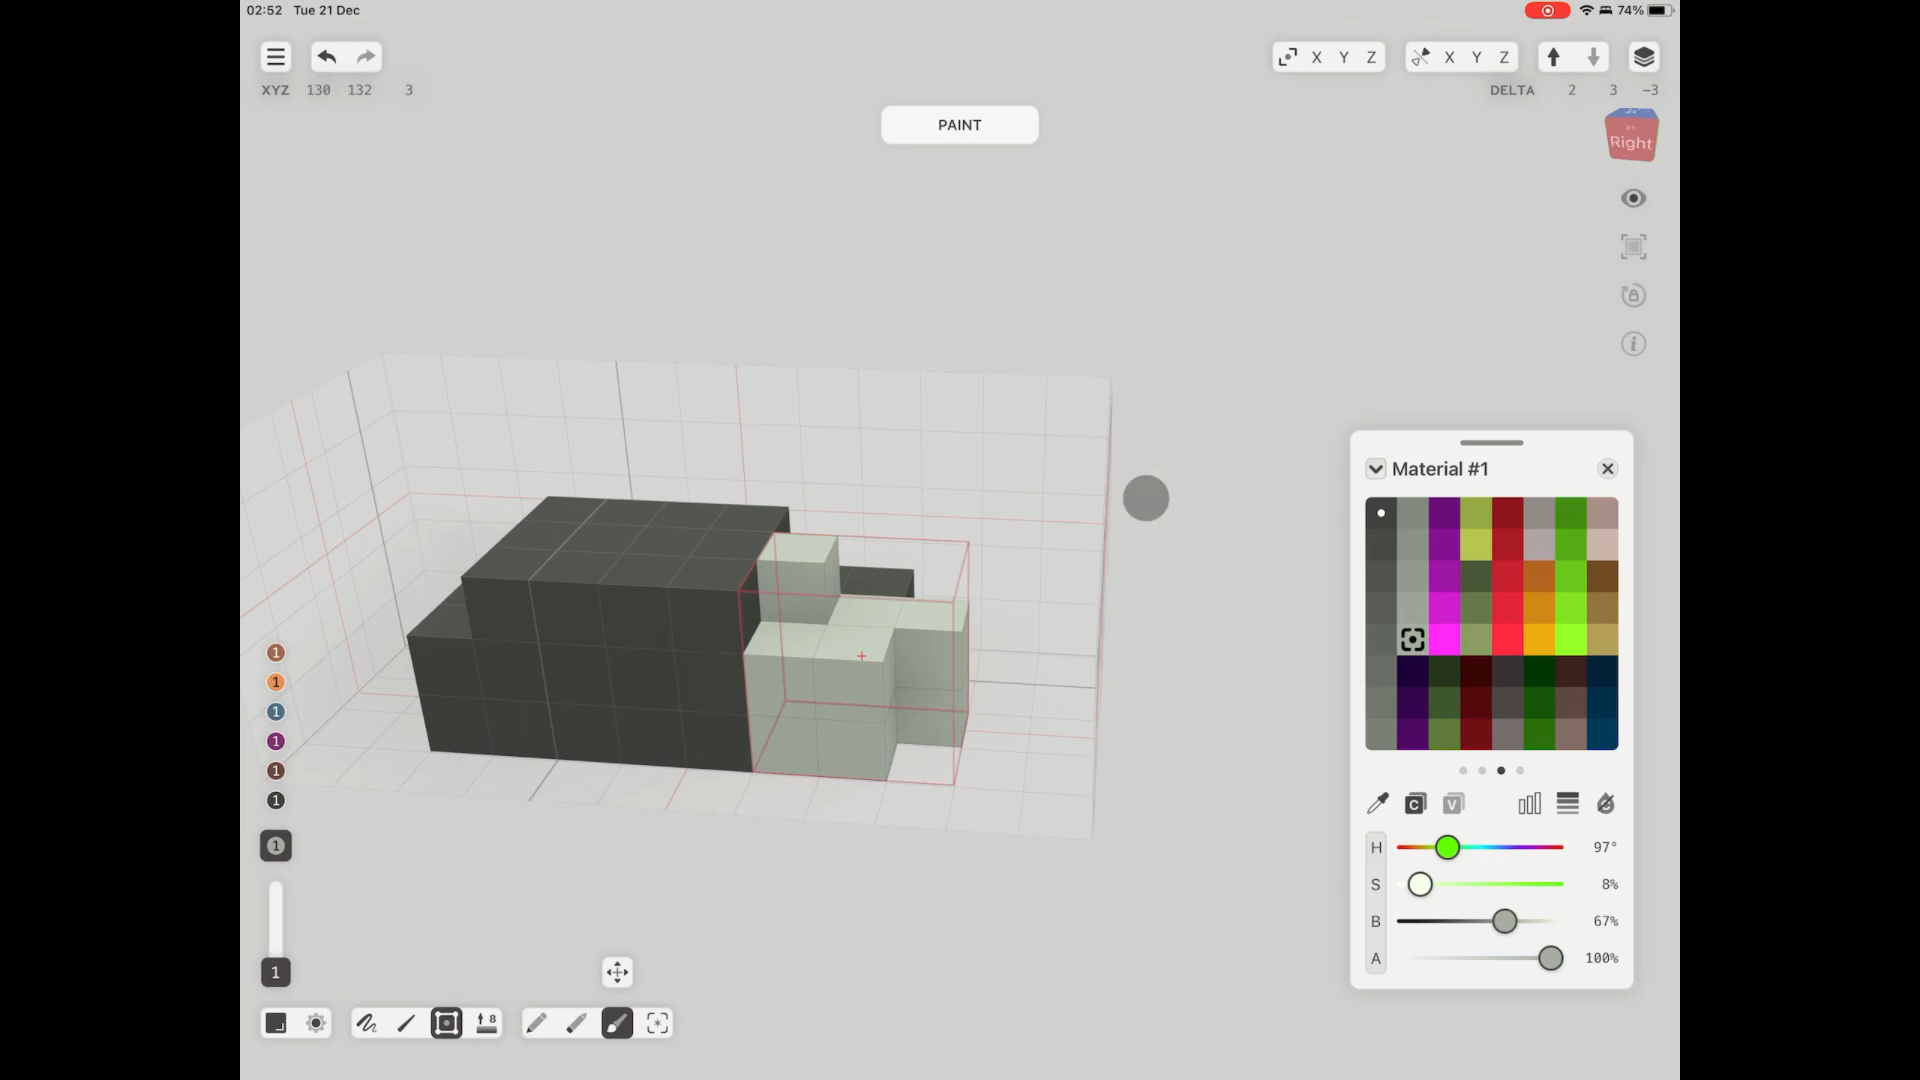 02:52 Tue 21 Dec
74%
X Y Z
X Y Z
XYZ 130 132 3
DELTA 2 3 -3
PAINT
X+
Right
Material #1
1
1
1
1
1
1
1
1
C
V
H 97°
S 8%
B 67%
A 100%
8